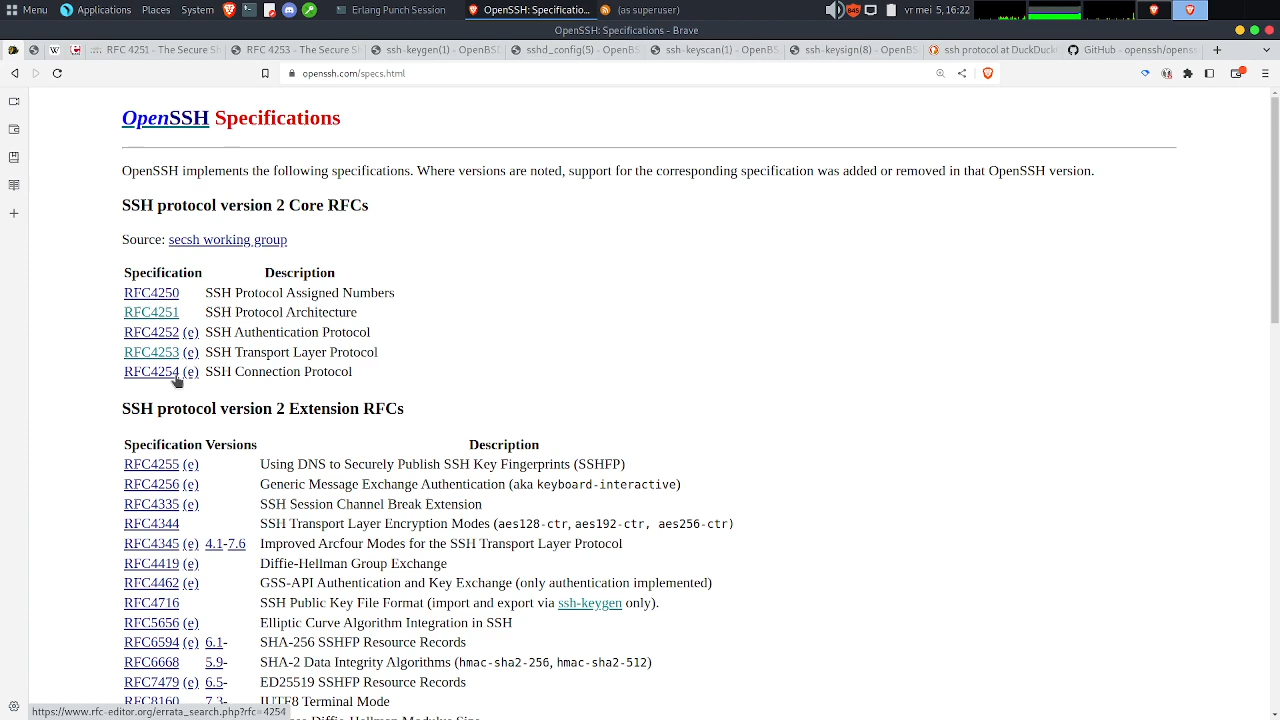 Menu Applications Places System Erlang Punch Session OpenSSH: Specificatio... (as superuser) 645 vr mei 5, 16:22
OpenSSH: Specifications - Brave
RFC 4251 - The Secure Sh RFC 4253 - The Secure Sh ssh-keygen(1) - OpenBSD sshd_config(5) - OpenBS ssh-keyscan(1) - OpenBS ssh-keysign(8) - OpenBS ssh protocol at DuckDuck GitHub - openssh/openss
openssh.com/specs.html
OpenSSH Specifications
OpenSSH implements the following specifications. Where versions are noted, support for the corresponding specification was added or removed in that OpenSSH version.
SSH protocol version 2 Core RFCs
Source: secsh working group
Specification Description
RFC4250 SSH Protocol Assigned Numbers
RFC4251 SSH Protocol Architecture
RFC4252 (e) SSH Authentication Protocol
RFC4253 (e) SSH Transport Layer Protocol
RFC4254 (e) SSH Connection Protocol
SSH protocol version 2 Extension RFCs
Specification Versions Description
RFC4255 (e) Using DNS to Securely Publish SSH Key Fingerprints (SSHFP)
RFC4256 (e) Generic Message Exchange Authentication (aka keyboard-interactive)
RFC4335 (e) SSH Session Channel Break Extension
RFC4344 SSH Transport Layer Encryption Modes (aes128-ctr, aes192-ctr, aes256-ctr)
RFC4345 (e) 4.1-7.6 Improved Arcfour Modes for the SSH Transport Layer Protocol
RFC4419 (e) Diffie-Hellman Group Exchange
RFC4462 (e) GSS-API Authentication and Key Exchange (only authentication implemented)
RFC4716 SSH Public Key File Format (import and export via ssh-keygen only).
RFC5656 (e) Elliptic Curve Algorithm Integration in SSH
RFC6594 (e) 6.1- SHA-256 SSHFP Resource Records
RFC6668 5.9- SHA-2 Data Integrity Algorithms (hmac-sha2-256, hmac-sha2-512)
RFC7479 (e) 6.5- ED25519 SSHFP Resource Records
RFC8160 7.3- IUTF8 Terminal Mode
https://www.rfc-editor.org/errata_search.php?rfc=4254